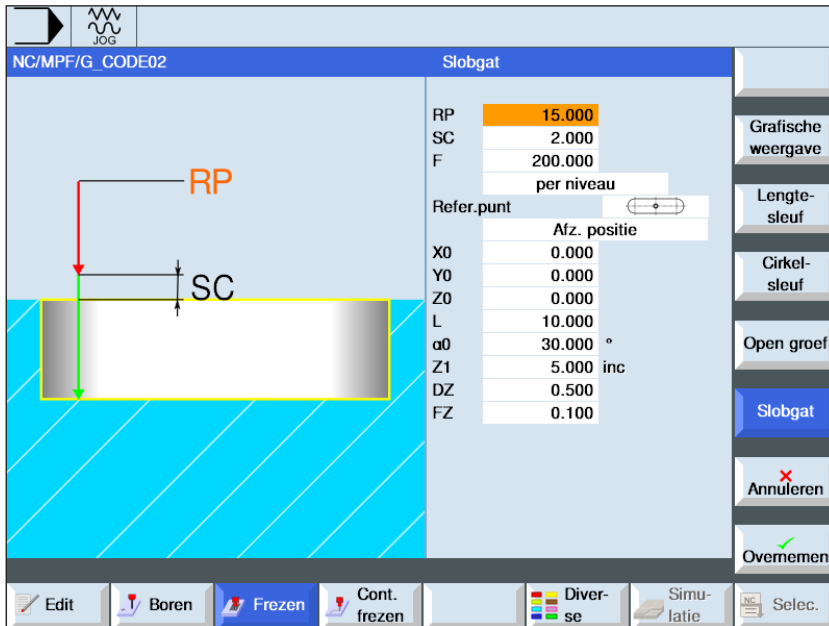 JOG
NC/MPF/G_CODE02
Slobgat
RP
SC
RP 15.000
SC 2.000
F 200.000
per niveau
Refer.punt
Afz. positie
X0 0.000
Y0 0.000
Z0 0.000
L 10.000
α0 30.000 °
Z1 5.000 inc
DZ 0.500
FZ 0.100
Grafische
weergave
Lengte-
sleuf
Cirkel-
sleuf
Open groef
Slobgat
Annuleren
Overnemen
Edit
Boren
Frezen
Cont.
frezen
Diver-
se
Simu-
latie
NC
Selec.